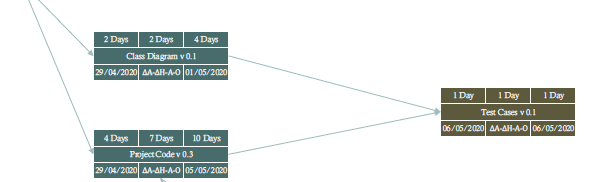 2 Days 2 Days 4 Days
Class Diagram v 0.1
29/04/2020 ΔΑ-ΔΗ-Α-Ο 01/05/2020
1 Day 1 Day 1 Day
Test Cases v 0.1
06/05/2020 ΔΑ-ΔΗ-Α-Ο 06/05/2020
4 Days 7 Days 10 Days
Project Code v 0.3
29/04/2020 ΔΑ-ΔΗ-Α-Ο 05/05/2020